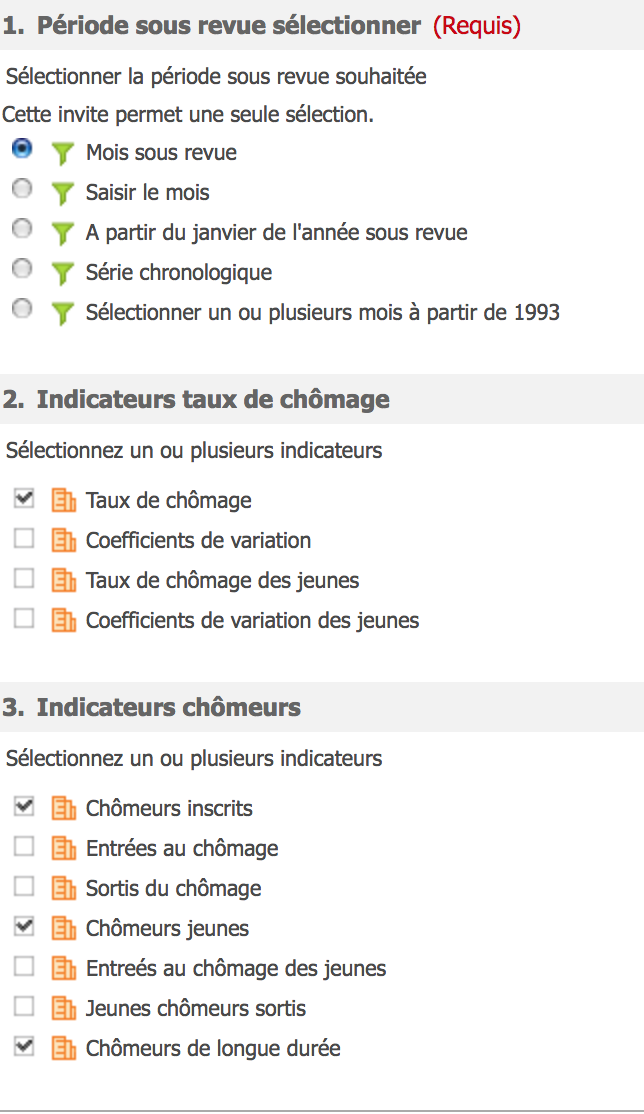 1. Période sous revue sélectionner (Requis)
Sélectionner la période sous revue souhaitée
Cette invite permet une seule sélection.
Mois sous revue
Saisir le mois
A partir du janvier de l'année sous revue
Série chronologique
Sélectionner un ou plusieurs mois à partir de 1993
2. Indicateurs taux de chômage
Sélectionnez un ou plusieurs indicateurs
Taux de chômage
Coefficients de variation
Taux de chômage des jeunes
Coefficients de variation des jeunes
3. Indicateurs chômeurs
Sélectionnez un ou plusieurs indicateurs
Chômeurs inscrits
Entrées au chômage
Sortis du chômage
Chômeurs jeunes
Entreés au chômage des jeunes
Jeunes chômeurs sortis
Chômeurs de longue durée